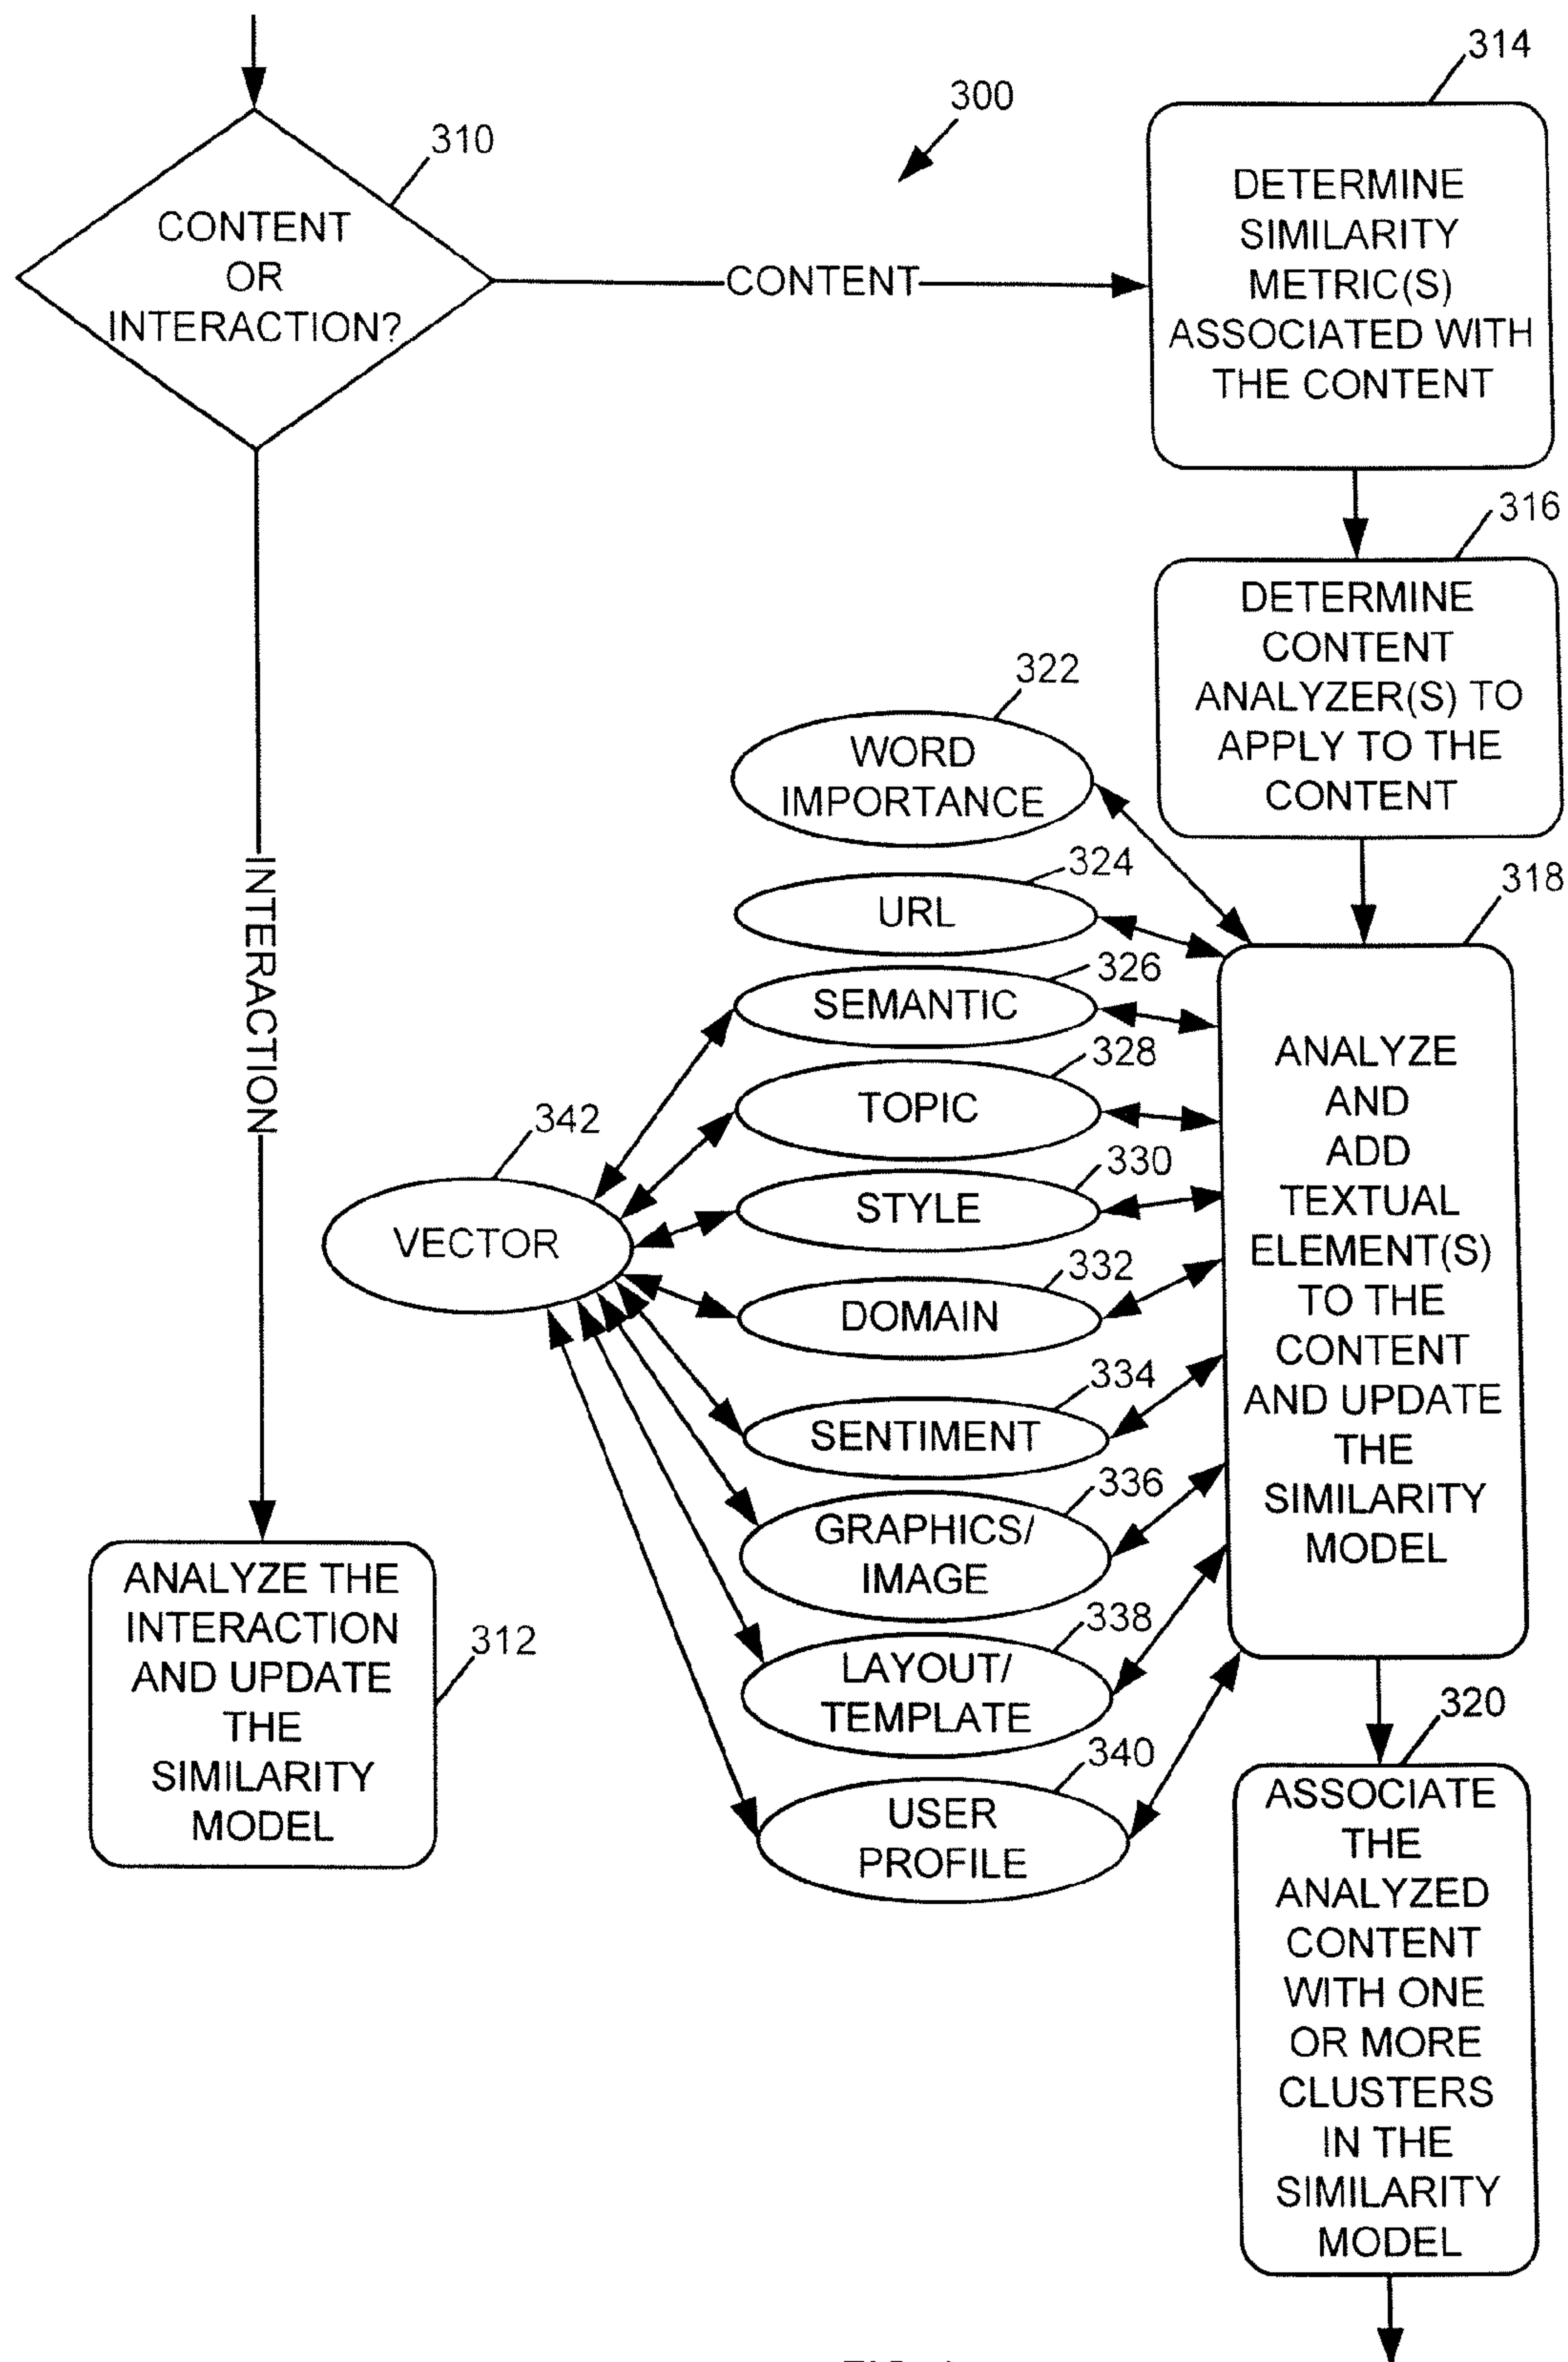 314
300
310
DETERMINE
SIMILARITY
METRIC(S)
ASSOCIATED WITH
THE CONTENT
CONTENT
OR
INTERACTION?
CONTENT
316
DETERMINE
CONTENT
ANALYZER(S) TO
APPLY TO THE
CONTENT
322
WORD
IMPORTANCE
324
URL
318
INTERACTION
326
SEMANTIC
328
TOPIC
342
VECTOR
330
STYLE
332
DOMAIN
334
SENTIMENT
336
GRAPHICS/
IMAGE
338
LAYOUT/
TEMPLATE
340
USER
PROFILE
ANALYZE
AND
ADD
TEXTUAL
ELEMENT(S)
TO THE
CONTENT
AND UPDATE
THE
SIMILARITY
MODEL
ANALYZE THE
INTERACTION
AND UPDATE
THE
SIMILARITY
MODEL
312
320
ASSOCIATE
THE
ANALYZED
CONTENT
WITH ONE
OR MORE
CLUSTERS
IN THE
SIMILARITY
MODEL